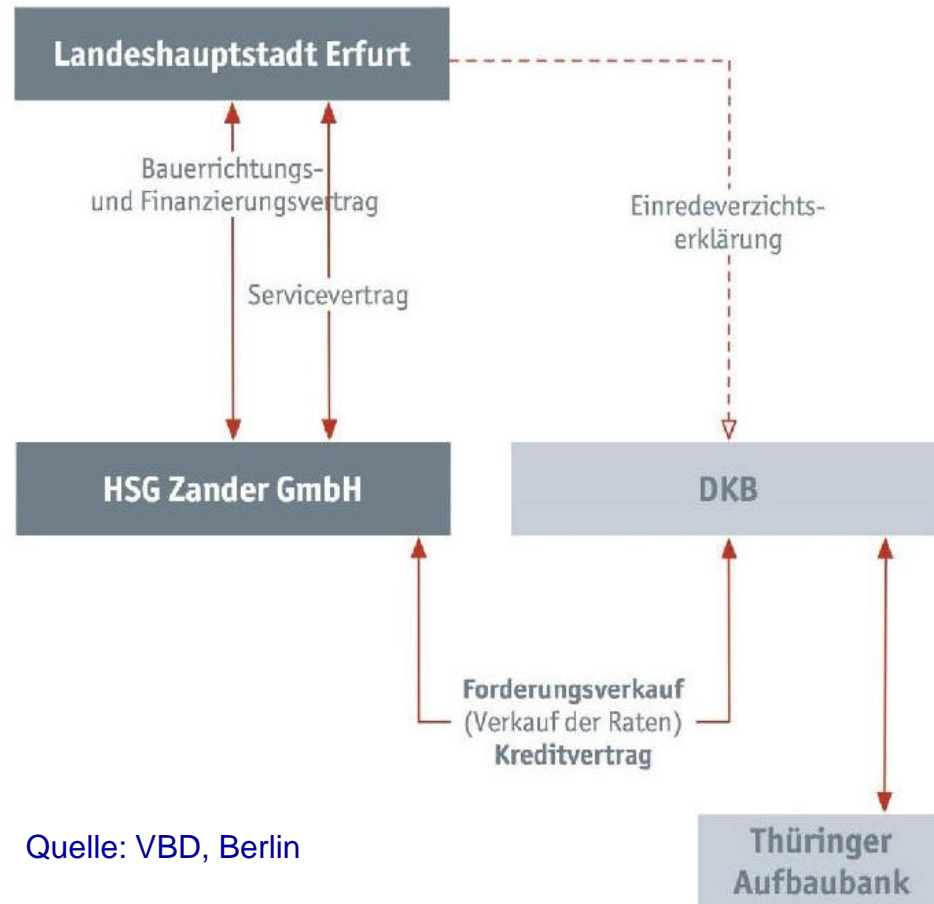 Landeshauptstadt Erfurt
Bauerrichtungs-
und Finanzierungsvertrag
Einredeverzichts-
erklärung
Servicevertrag
HSG Zander GmbH
DKB
Forderungsverkauf
(Verkauf der Raten)
Kreditvertrag
Quelle: VBD, Berlin
Thüringer
Aufbaubank